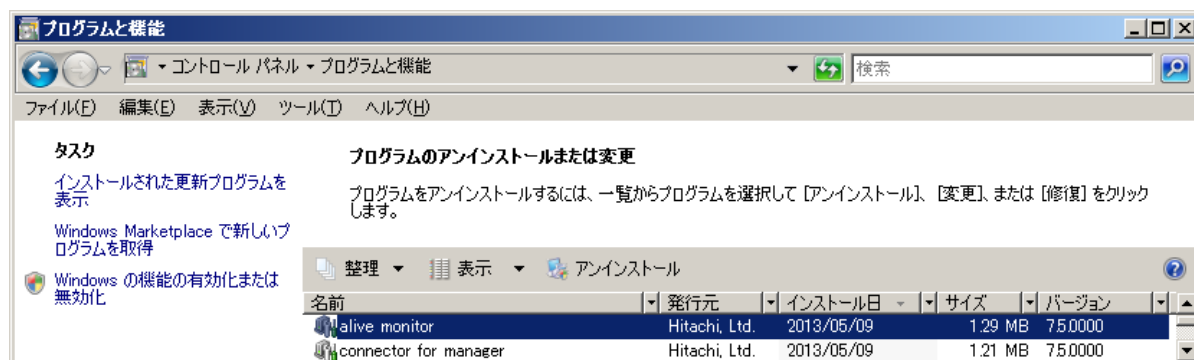 プログラムと機能
コントロール パネル プログラムと機能 検索
ファイル(F) 編集(E) 表示(V) ツール(T) ヘルプ(H)
タスク
インストールされた更新プログラムを
表示
Windows Marketplace で新しいプ
ログラムを取得
Windows の機能の有効化または
無効化
プログラムのアンインストールまたは変更
プログラムをアンインストールするには、一覧からプログラムを選択して [アンインストール]、[変更]、または [修復] をクリック
します。
整理 表示 アンインストール
名前 発行元 インストール日 サイズ バージョン
alive monitor Hitachi, Ltd. 2013/05/09 1.29 MB 7.5.0000
connector for manager Hitachi, Ltd. 2013/05/09 1.21 MB 7.5.0000